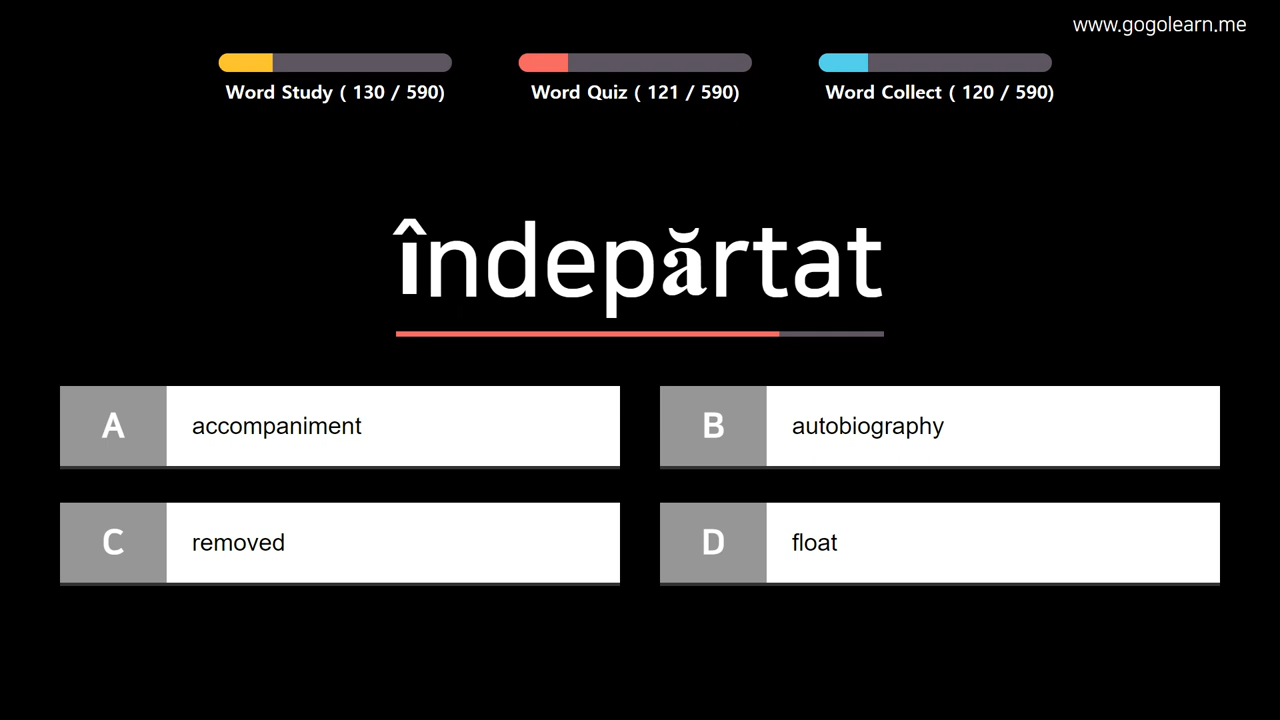 www.gogolearn.me
Word Study ( 130 / 590)
Word Quiz ( 121 / 590)
Word Collect ( 120 / 590)
îndepărtat
A accompaniment
B autobiography
C removed
D float